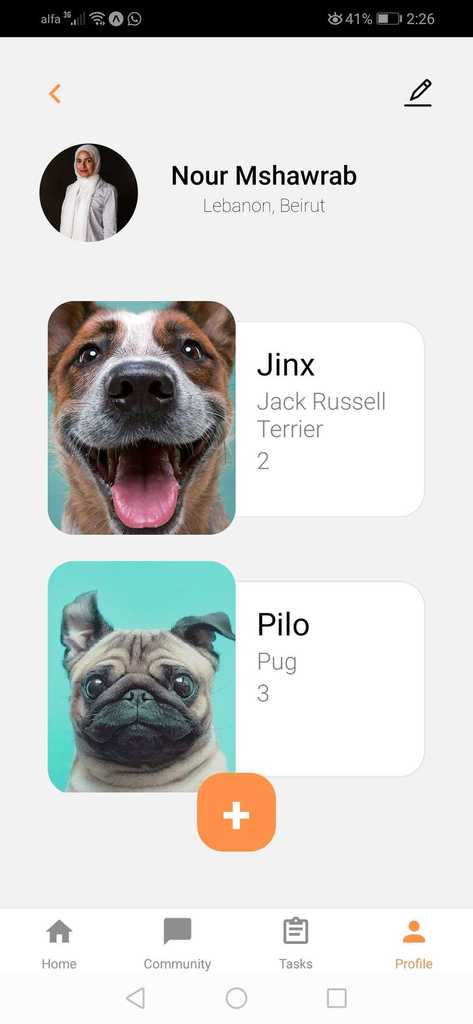 alfa 3G 41% 2:26
Nour Mshawrab
Lebanon, Beirut
Jinx
Jack Russell
Terrier
2
Pilo
Pug
3
Home Community Tasks Profile